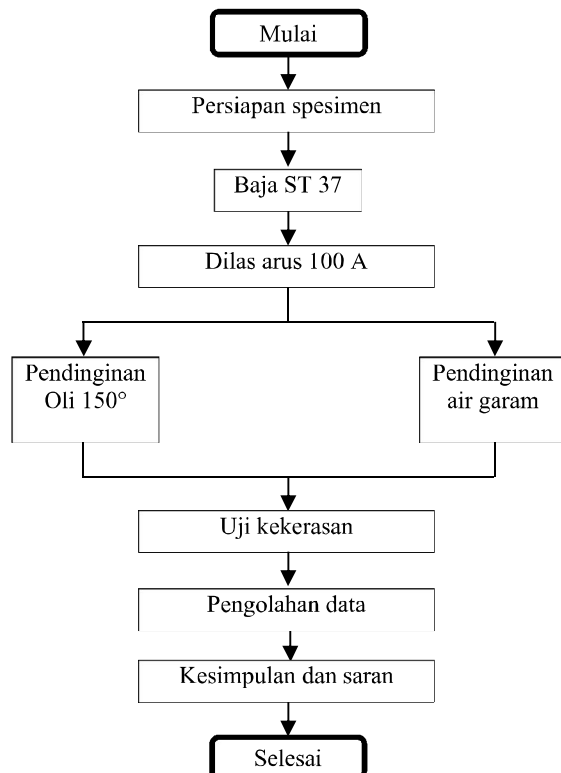 Mulai
Persiapan spesimen
Baja ST 37
Dilas arus 100 A
Pendinginan
Oli 150°
Pendinginan
air garam
Uji kekerasan
Pengolahan data
Kesimpulan dan saran
Selesai